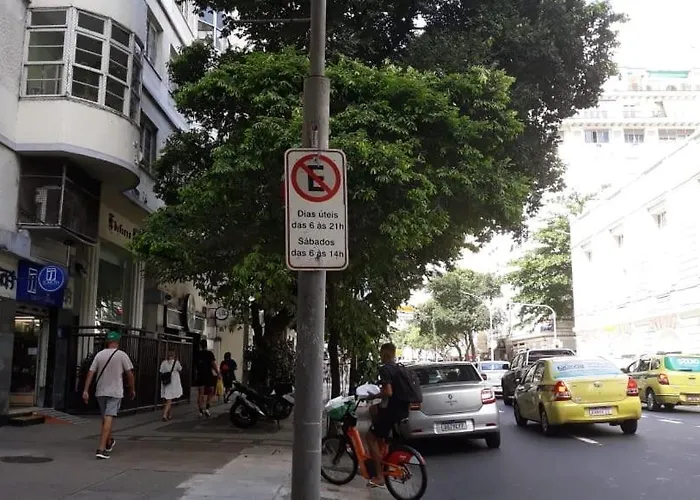 E
Dias úteis
das 6 às 21h
Sábados
das 6 às 14h